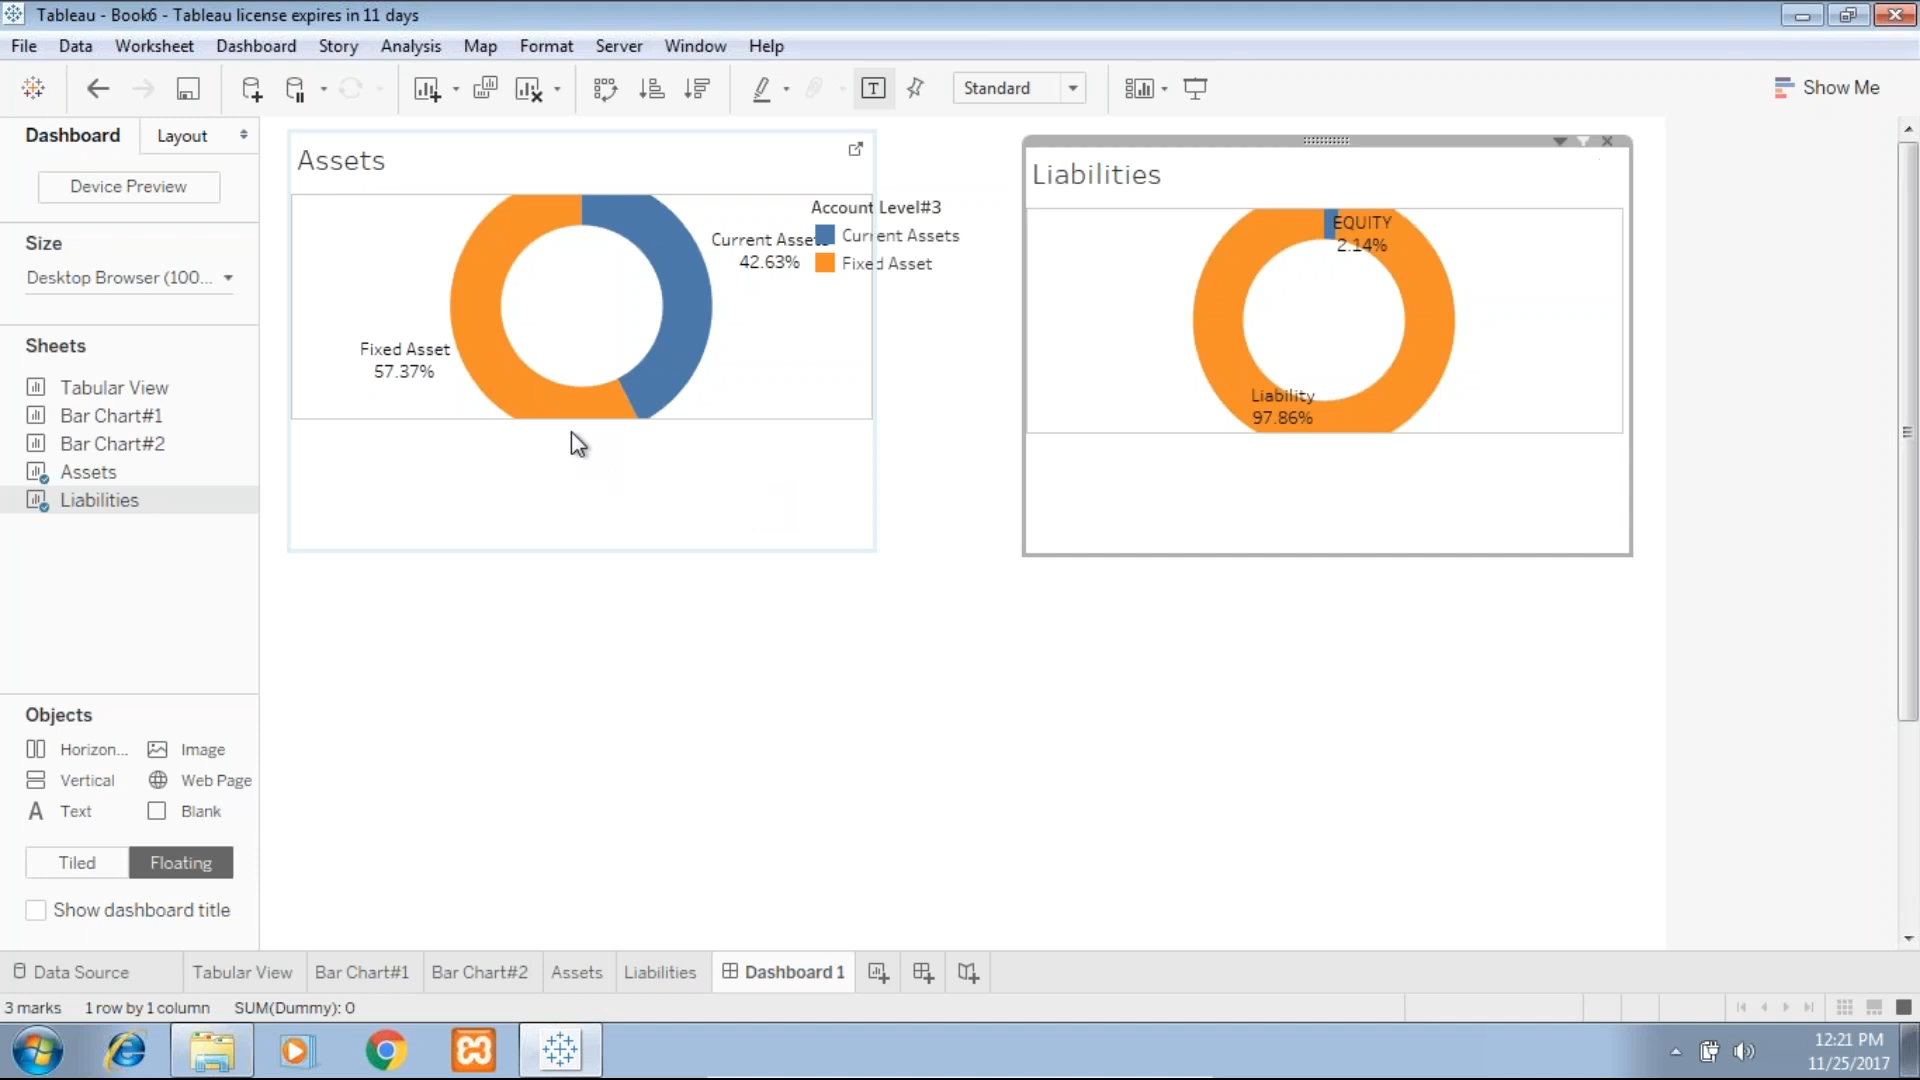 Tableau - Book6 - Tableau license expires in 11 days
File Data Worksheet Dashboard Story Analysis Map Format Server Window Help
Standard
Show Me
Dashboard Layout
Device Preview
Size
Desktop Browser (100...
Sheets
Tabular View
Bar Chart#1
Bar Chart#2
Assets
Liabilities
Objects
Horizon... Image
Vertical Web Page
Text Blank
Tiled Floating
Show dashboard title
Assets
Account Level#3
Current Assets
Fixed Asset
Current Assets
42.63%
Fixed Asset
57.37%
Liabilities
EQUITY
2.14%
Liability
97.86%
Data Source Tabular View Bar Chart#1 Bar Chart#2 Assets Liabilities Dashboard 1
3 marks 1 row by 1 column SUM(Dummy): 0
12:21 PM
11/25/2017